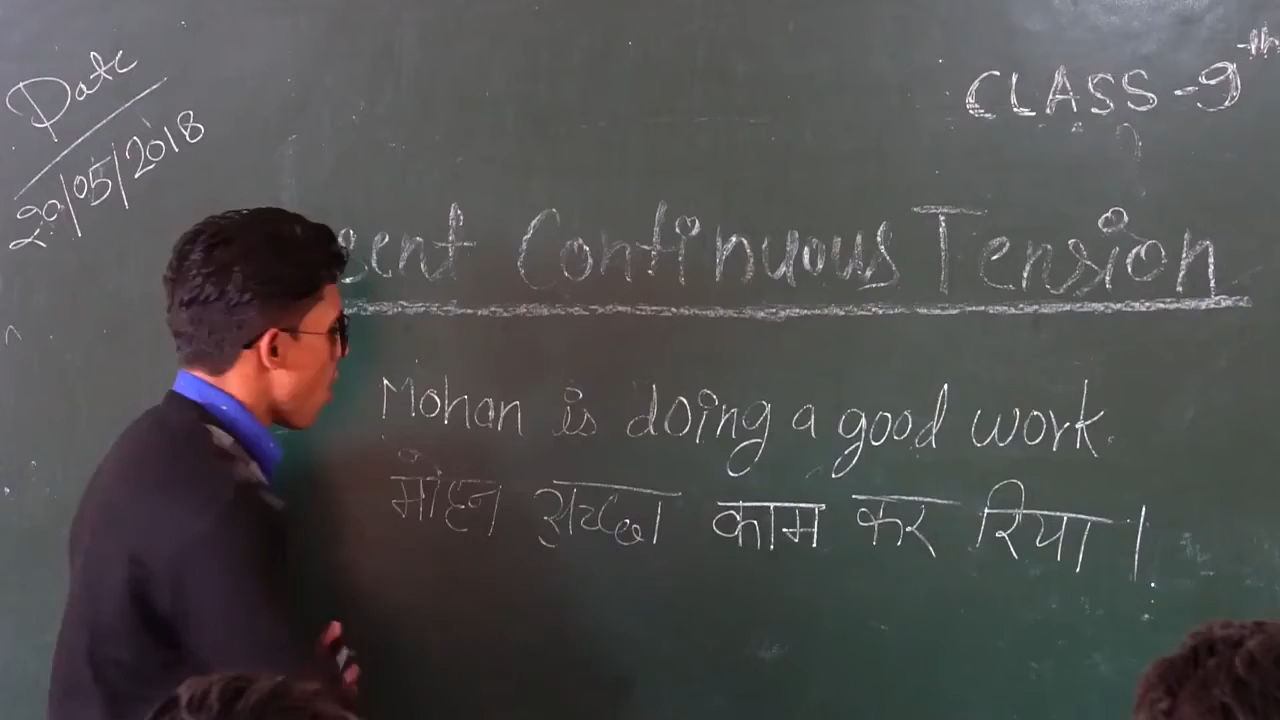 Date
20/05/2018
CLASS-9th
sent Continuous Tension
Mohan is doing a good work.
मोहन अच्छा काम कर रिया।